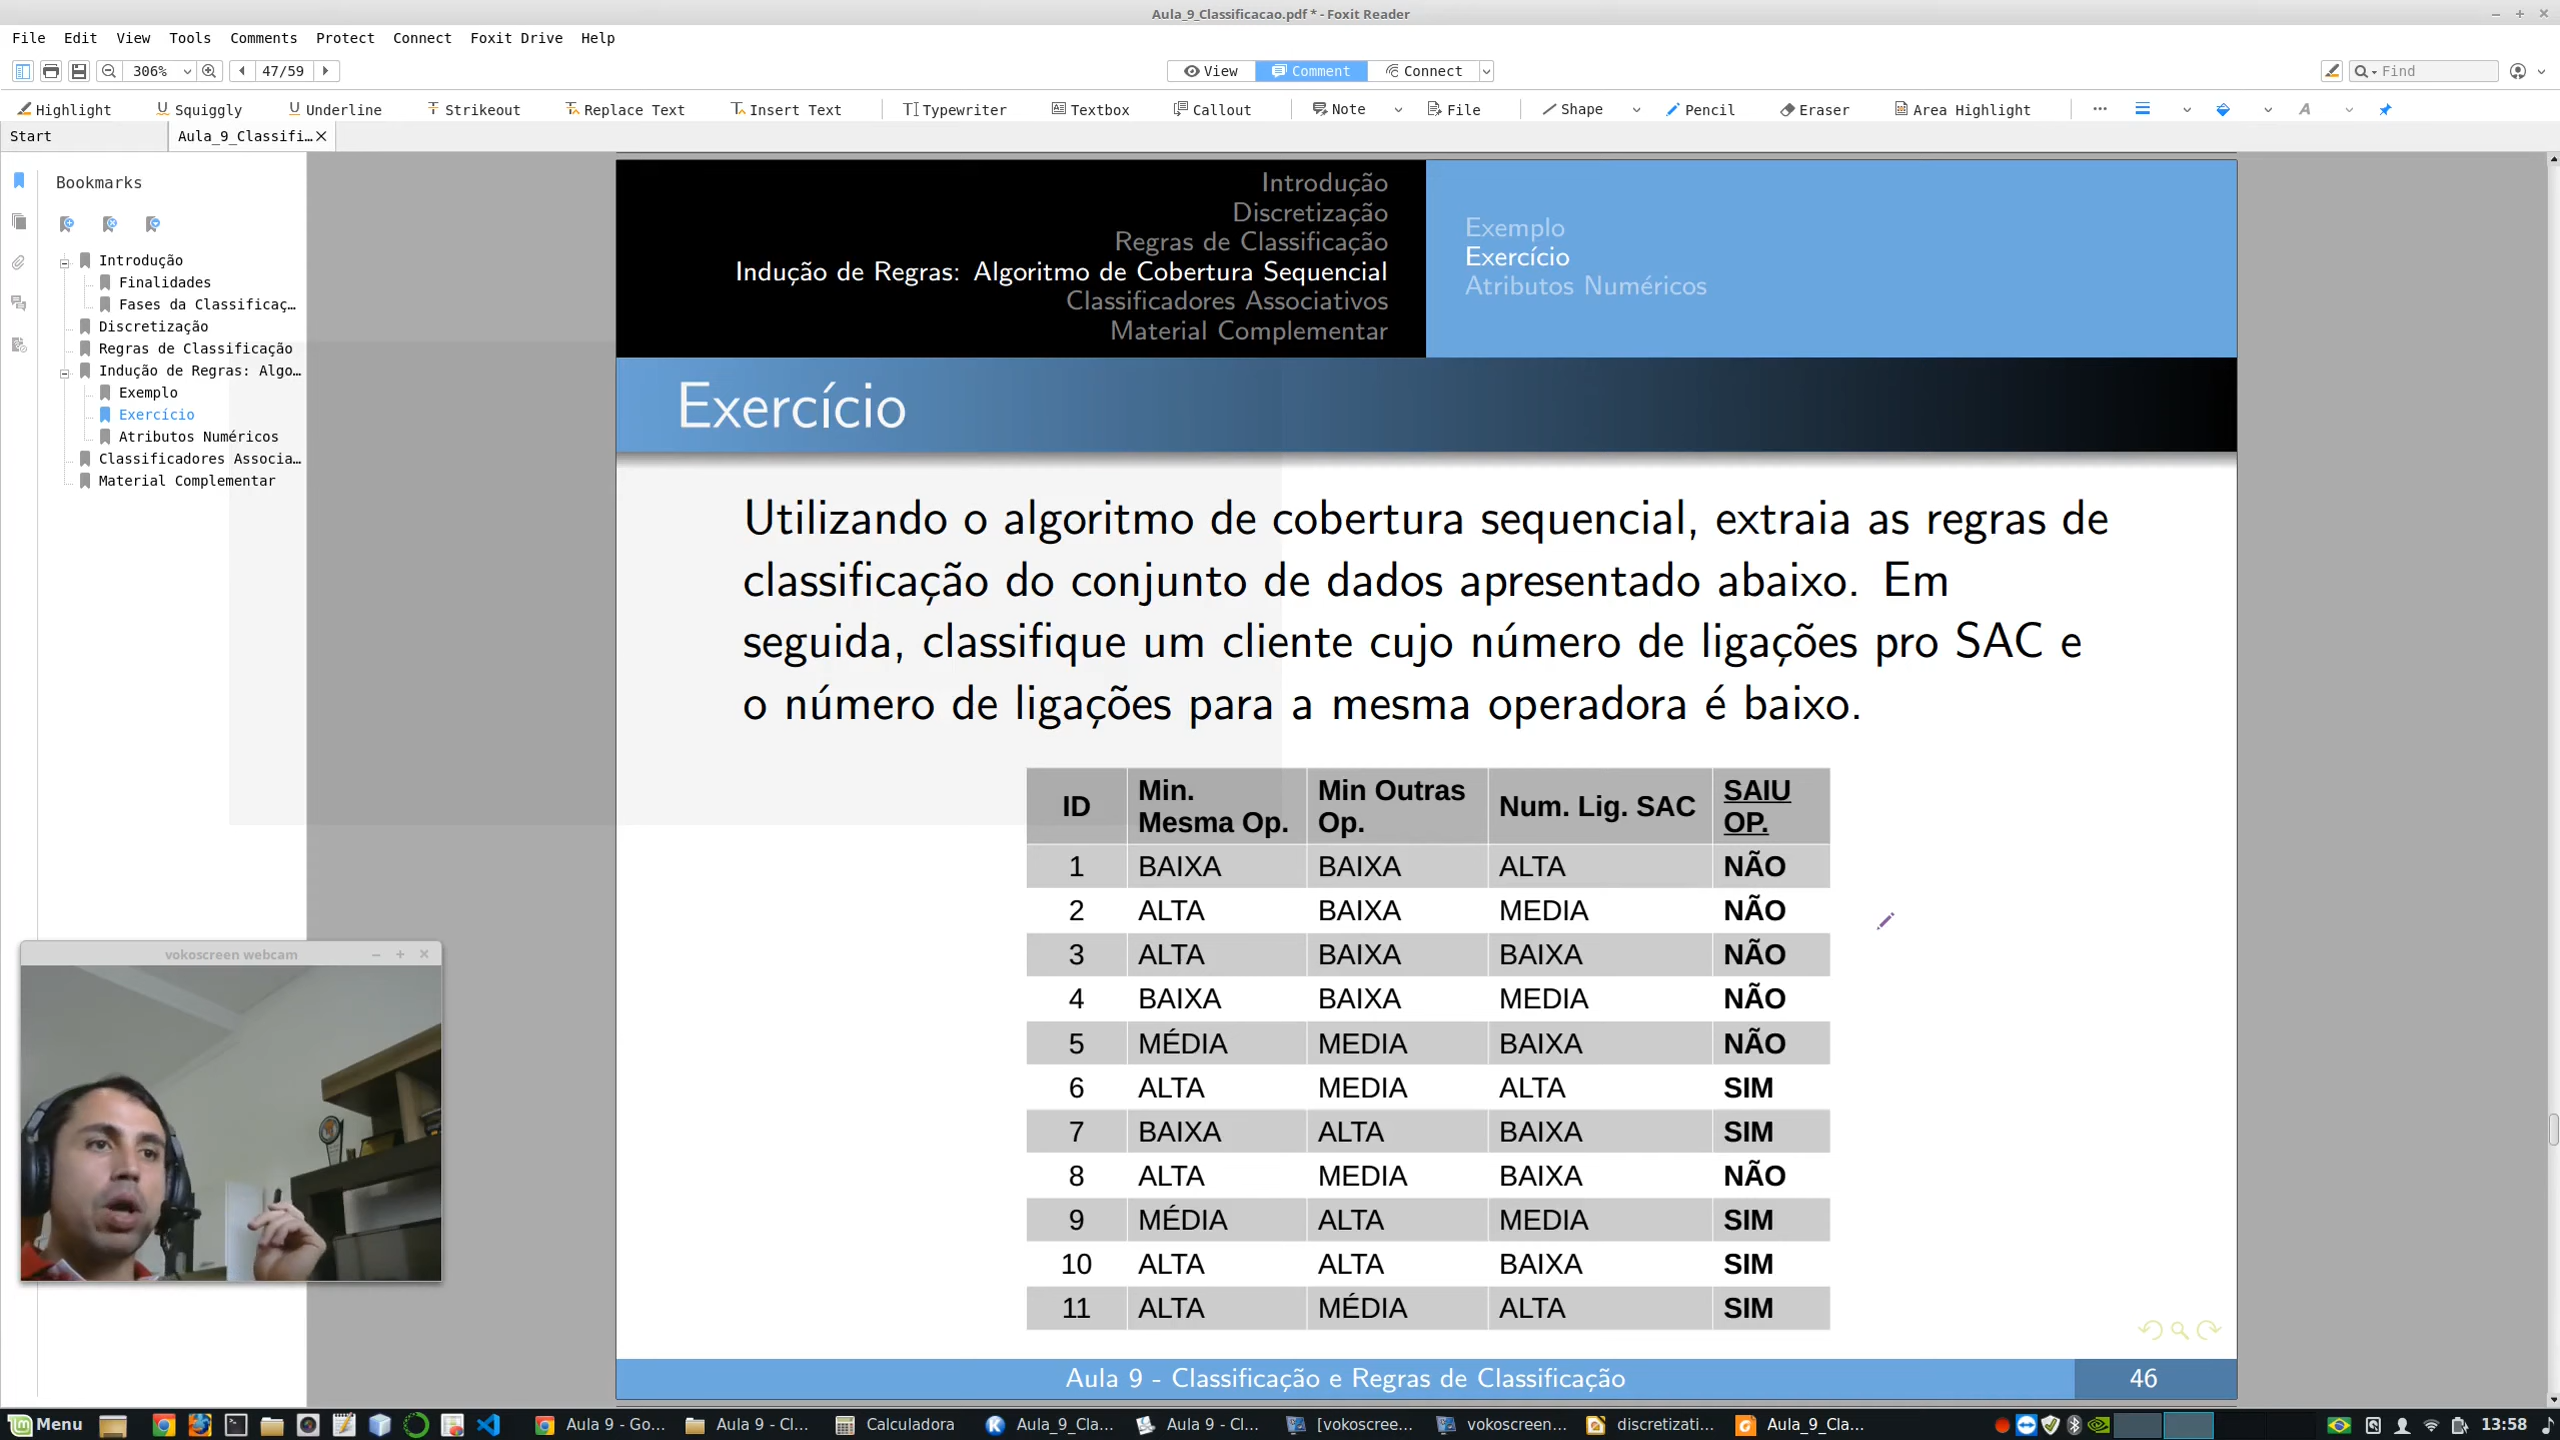 Aula_9_Classificacao.pdf * - Foxit Reader
File Edit View Tools Comments Protect Connect Foxit Drive Help
306% 47/59 View Comment Connect Find
Highlight Squiggly Underline Strikeout Replace Text Insert Text Typewriter Textbox Callout Note File Shape Pencil Eraser Area Highlight
Start Aula_9_Classifi…
Bookmarks
Introdução
Finalidades
Fases da Classificaç…
Discretização
Regras de Classificação
Indução de Regras: Algo…
Exemplo
Exercício
Atributos Numéricos
Classificadores Associa…
Material Complementar
Introdução
Discretização
Regras de Classificação
Indução de Regras: Algoritmo de Cobertura Sequencial
Classificadores Associativos
Material Complementar
Exemplo
Exercício
Atributos Numéricos
Exercício
Utilizando o algoritmo de cobertura sequencial, extraia as regras de
classificação do conjunto de dados apresentado abaixo. Em
seguida, classifique um cliente cujo número de ligações pro SAC e
o número de ligações para a mesma operadora é baixo.
ID Min. Mesma Op. Min Outras Op. Num. Lig. SAC SAIU OP.
1 BAIXA BAIXA ALTA NÃO
2 ALTA BAIXA MEDIA NÃO
3 ALTA BAIXA BAIXA NÃO
4 BAIXA BAIXA MEDIA NÃO
5 MÉDIA MEDIA BAIXA NÃO
6 ALTA MEDIA ALTA SIM
7 BAIXA ALTA BAIXA SIM
8 ALTA MEDIA BAIXA NÃO
9 MÉDIA ALTA MEDIA SIM
10 ALTA ALTA BAIXA SIM
11 ALTA MÉDIA ALTA SIM
Aula 9 - Classificação e Regras de Classificação 46
vokoscreen webcam
Menu Aula 9 - Go... Aula 9 - Cl... Calculadora Aula_9_Cla... Aula 9 - Cl... [vokoscree... vokoscreen... discretizati... Aula_9_Cla... 13:58